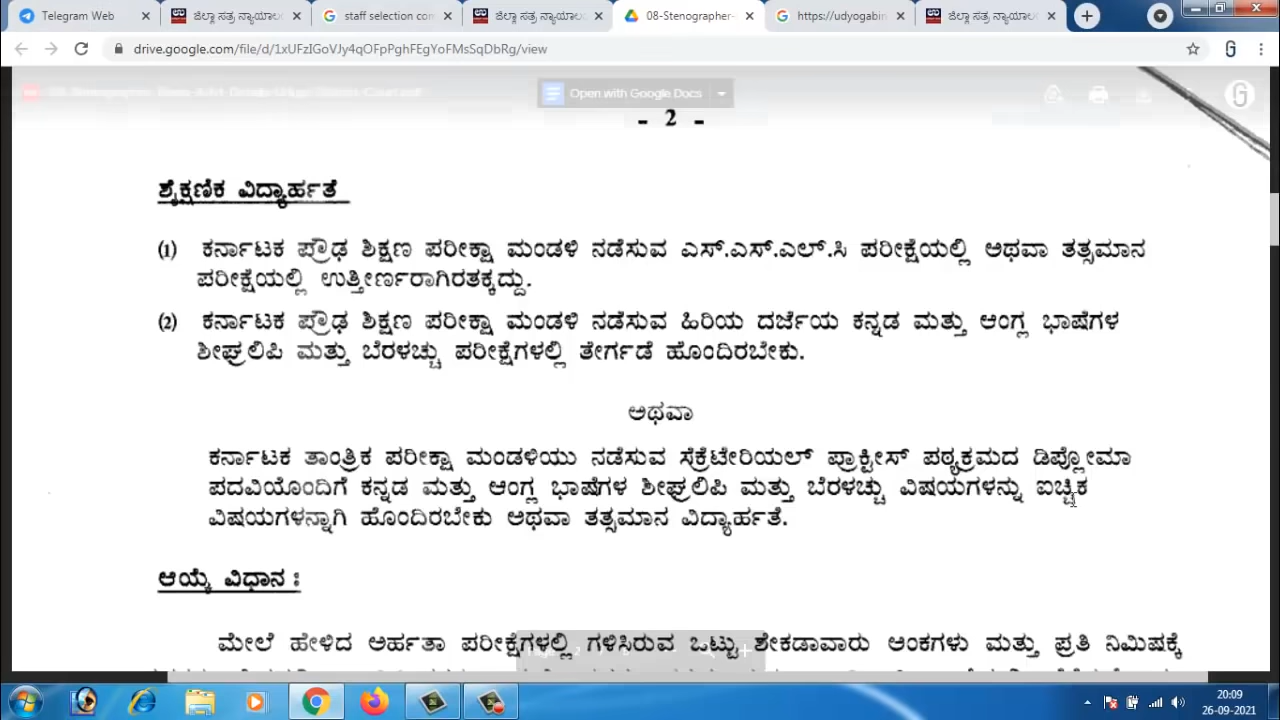 Telegram Web
ಜಿಲ್ಲಾ ಸತ್ರ ನ್ಯಾಯಾಲ
staff selection con
ಜಿಲ್ಲಾ ಸತ್ರ ನ್ಯಾಯಾಲ
08-Stenographer-
https://udyogam
ಜಿಲ್ಲಾ ಸತ್ರ ನ್ಯಾಯಾಲ
drive.google.com/file/d/1xUFzIGoVJy4qOFpPghFEgYoFMsSqDbRg/view
Open with Google Docs
- 2 -
ಶೈಕ್ಷಣಿಕ ವಿದ್ಯಾರ್ಹತೆ
(1) ಕರ್ನಾಟಕ ಪ್ರೌಢ ಶಿಕ್ಷಣ ಪರೀಕ್ಷಾ ಮಂಡಳಿ ನಡೆಸುವ ಎಸ್.ಎಸ್.ಎಲ್.ಸಿ ಪರೀಕ್ಷೆಯಲ್ಲಿ ಅಥವಾ ತತ್ಸಮಾನ
ಪರೀಕ್ಷೆಯಲ್ಲಿ ಉತ್ತೀರ್ಣರಾಗಿರತಕ್ಕದ್ದು.
(2) ಕರ್ನಾಟಕ ಪ್ರೌಢ ಶಿಕ್ಷಣ ಪರೀಕ್ಷಾ ಮಂಡಳಿ ನಡೆಸುವ ಹಿರಿಯ ದರ್ಜೆಯ ಕನ್ನಡ ಮತ್ತು ಆಂಗ್ಲ ಭಾಷೆಗಳ
ಶೀಘ್ರಲಿಪಿ ಮತ್ತು ಬೆರಳಚ್ಚು ಪರೀಕ್ಷೆಗಳಲ್ಲಿ ತೇರ್ಗಡೆ ಹೊಂದಿರಬೇಕು.
ಅಥವಾ
ಕರ್ನಾಟಕ ತಾಂತ್ರಿಕ ಪರೀಕ್ಷಾ ಮಂಡಳಿಯು ನಡೆಸುವ ಸೆಕ್ರೆಟೇರಿಯಲ್ ಪ್ರಾಕ್ಟೀಸ್ ಪಠ್ಯಕ್ರಮದ ಡಿಪ್ಲೋಮಾ
ಪದವಿಯೊಂದಿಗೆ ಕನ್ನಡ ಮತ್ತು ಆಂಗ್ಲ ಭಾಷೆಗಳ ಶೀಘ್ರಲಿಪಿ ಮತ್ತು ಬೆರಳಚ್ಚು ವಿಷಯಗಳನ್ನು ಐಚ್ಛಿಕ
ವಿಷಯಗಳನ್ನಾಗಿ ಹೊಂದಿರಬೇಕು ಅಥವಾ ತತ್ಸಮಾನ ವಿದ್ಯಾರ್ಹತೆ.
ಆಯ್ಕೆ ವಿಧಾನ :
ಮೇಲೆ ಹೇಳಿದ ಅರ್ಹತಾ ಪರೀಕ್ಷೆಗಳಲ್ಲಿ ಗಳಿಸಿರುವ ಒಟ್ಟು ಶೇಕಡಾವಾರು ಅಂಕಗಳು ಮತ್ತು ಪ್ರತಿ ನಿಮಿಷಕ್ಕೆ
20:09
26-09-2021